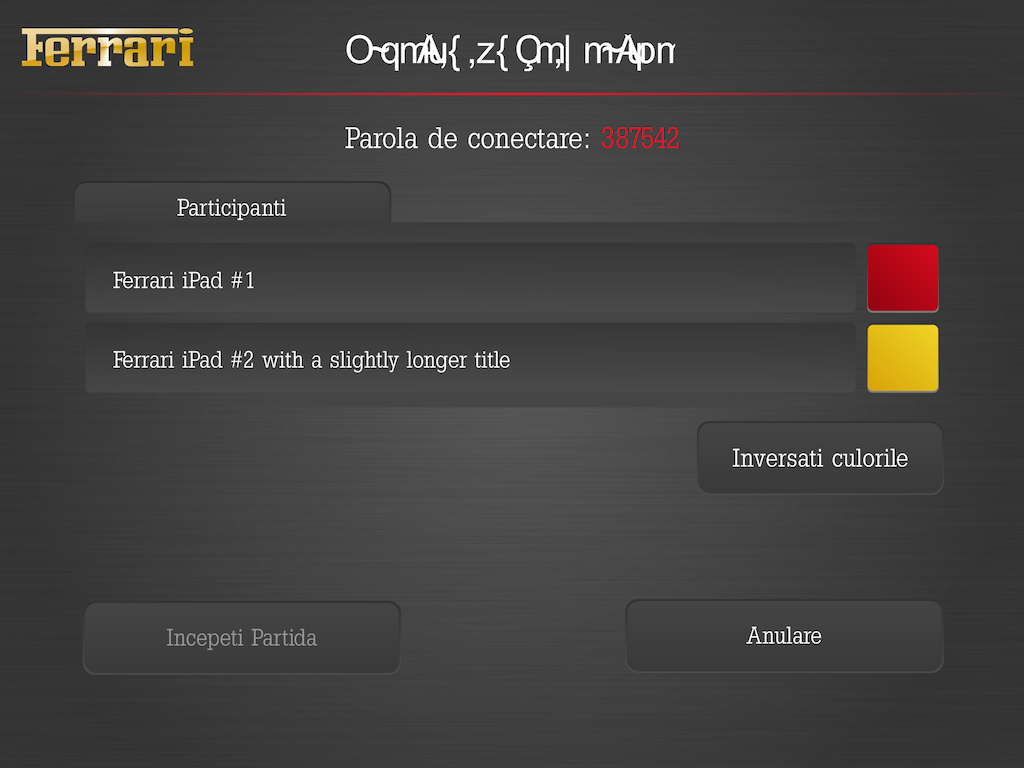 Ferrari
Parola de conectare: 387542
Participanti
Ferrari iPad #1
Ferrari iPad #2 with a slightly longer title
Inversati culorile
Incepeti Partida
Anulare